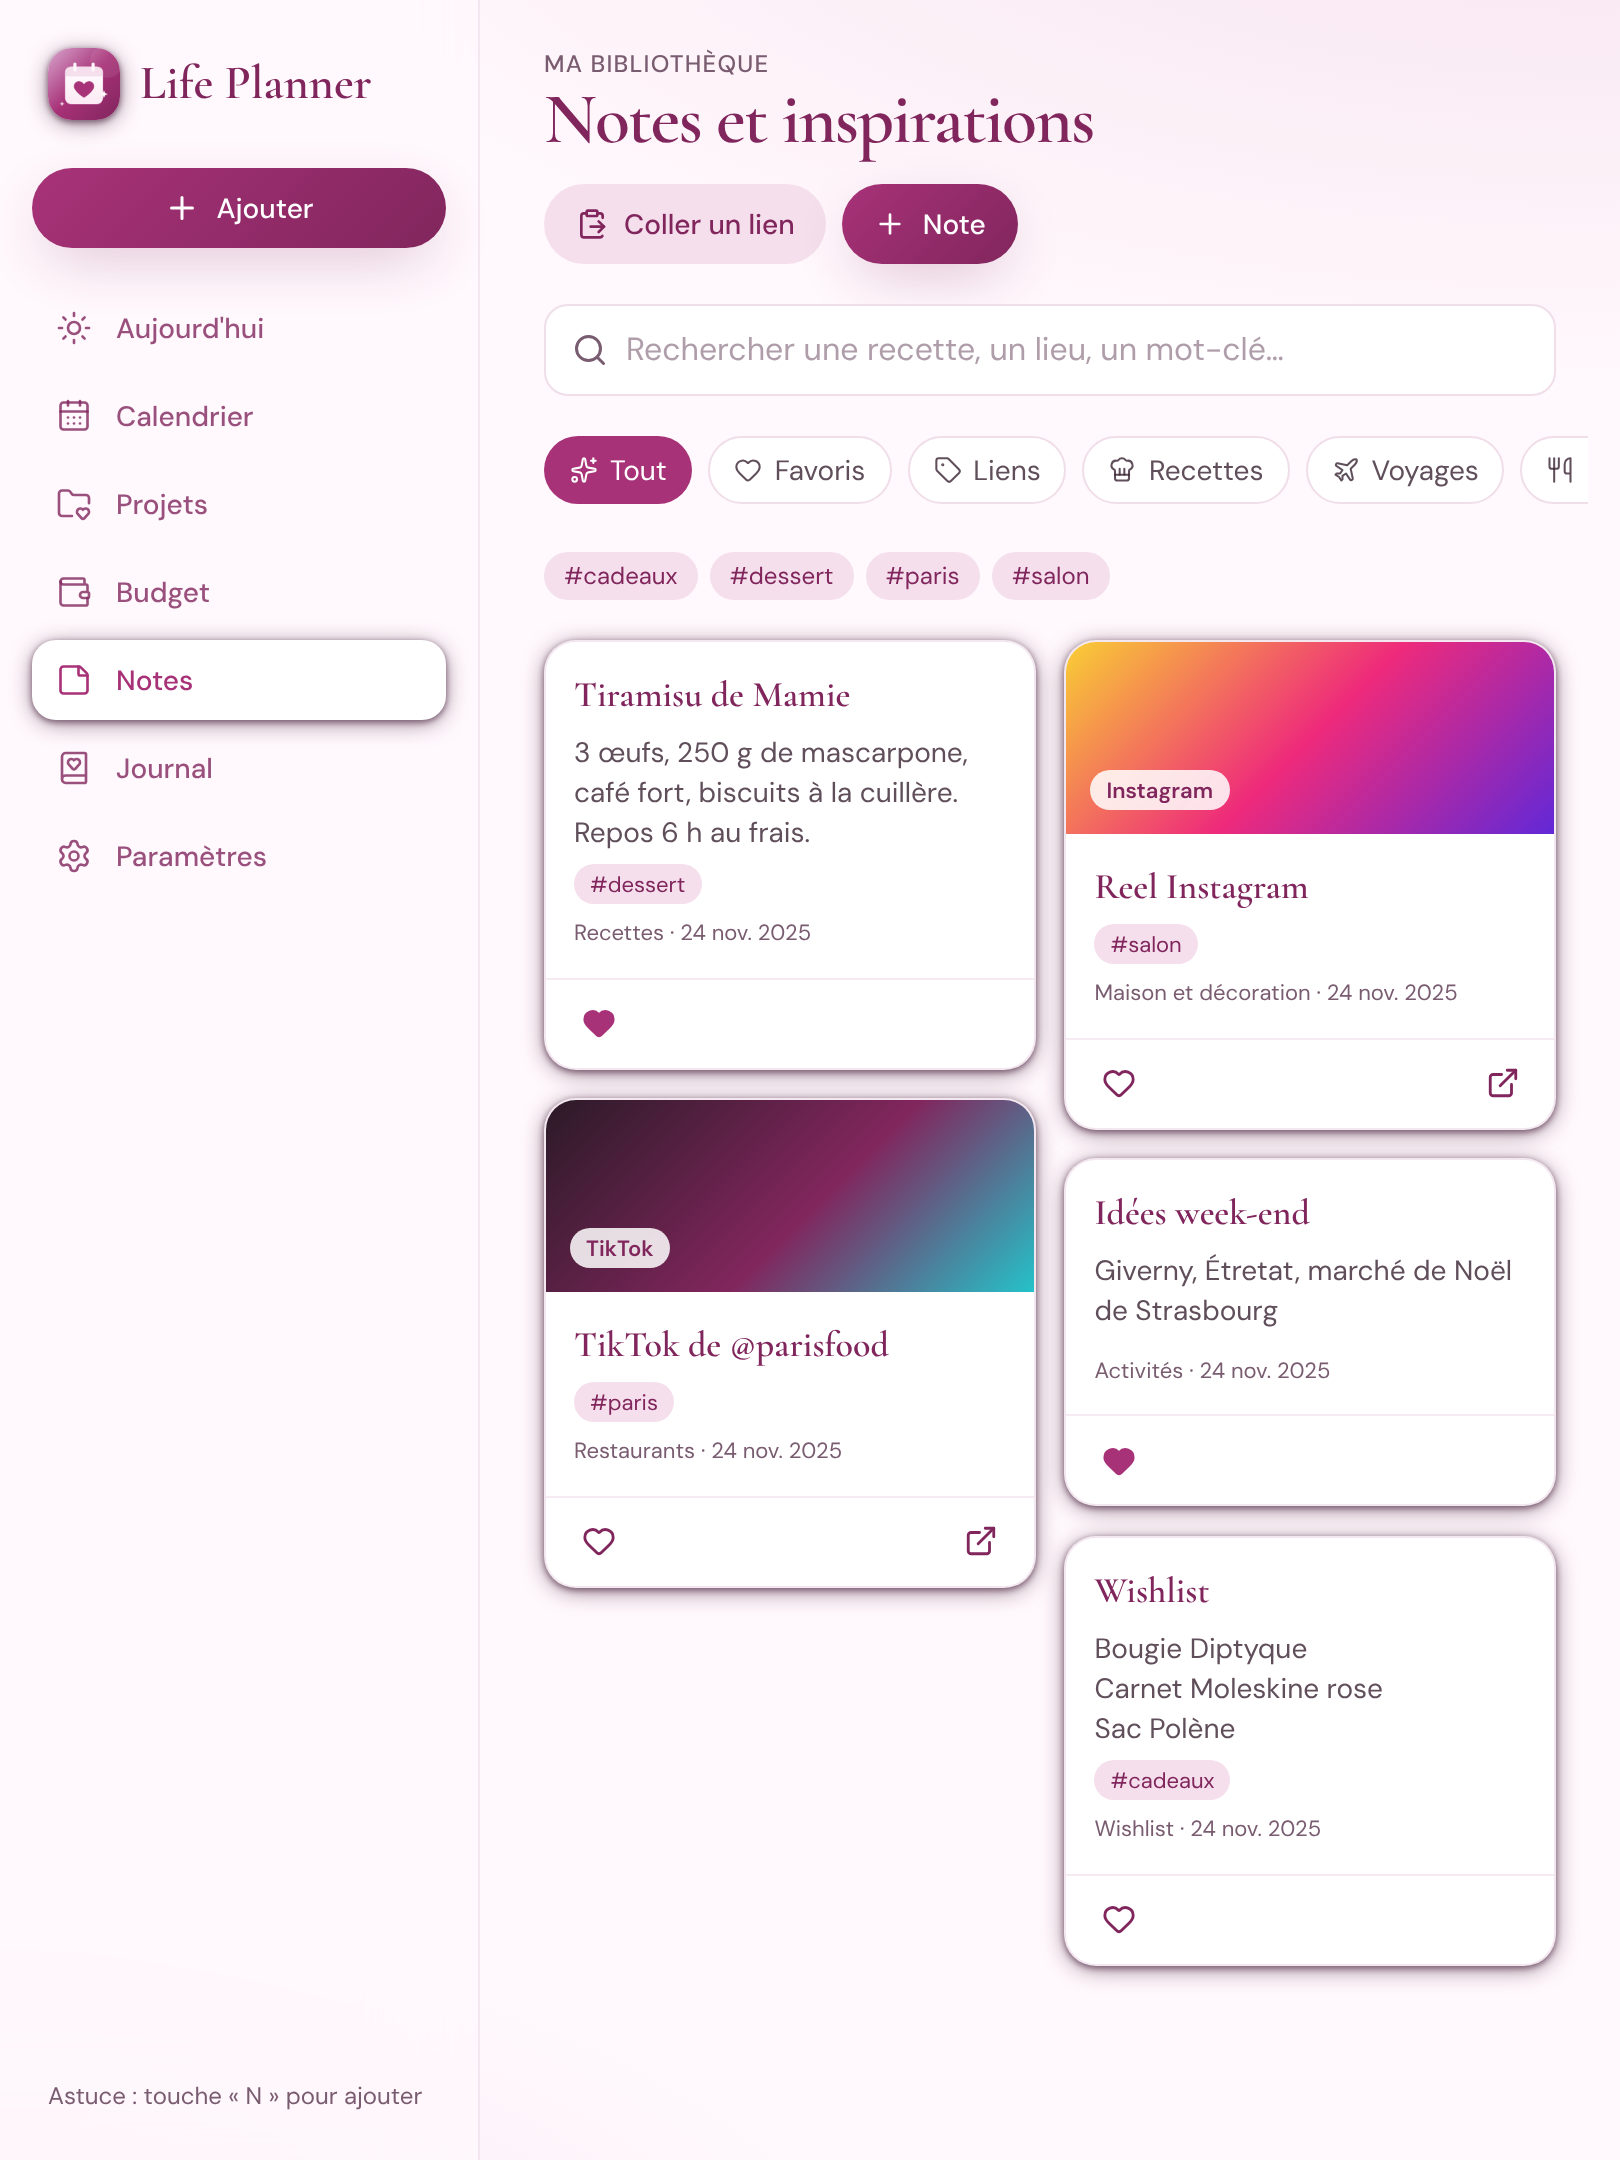 Life Planner
Ajouter
Aujourd'hui
Calendrier
Projets
Budget
Notes
Journal
Paramètres
Astuce : touche « N » pour ajouter
MA BIBLIOTHÈQUE
Notes et inspirations
Coller un lien
Note
Rechercher une recette, un lieu, un mot-clé...
Tout
Favoris
Liens
Recettes
Voyages
#cadeaux
#dessert
#paris
#salon
Tiramisu de Mamie
3 œufs, 250 g de mascarpone,
café fort, biscuits à la cuillère.
Repos 6 h au frais.
#dessert
Recettes · 24 nov. 2025
TikTok
TikTok de @parisfood
#paris
Restaurants · 24 nov. 2025
Instagram
Reel Instagram
#salon
Maison et décoration · 24 nov. 2025
Idées week-end
Giverny, Étretat, marché de Noël
de Strasbourg
Activités · 24 nov. 2025
Wishlist
Bougie Diptyque
Carnet Moleskine rose
Sac Polène
#cadeaux
Wishlist · 24 nov. 2025